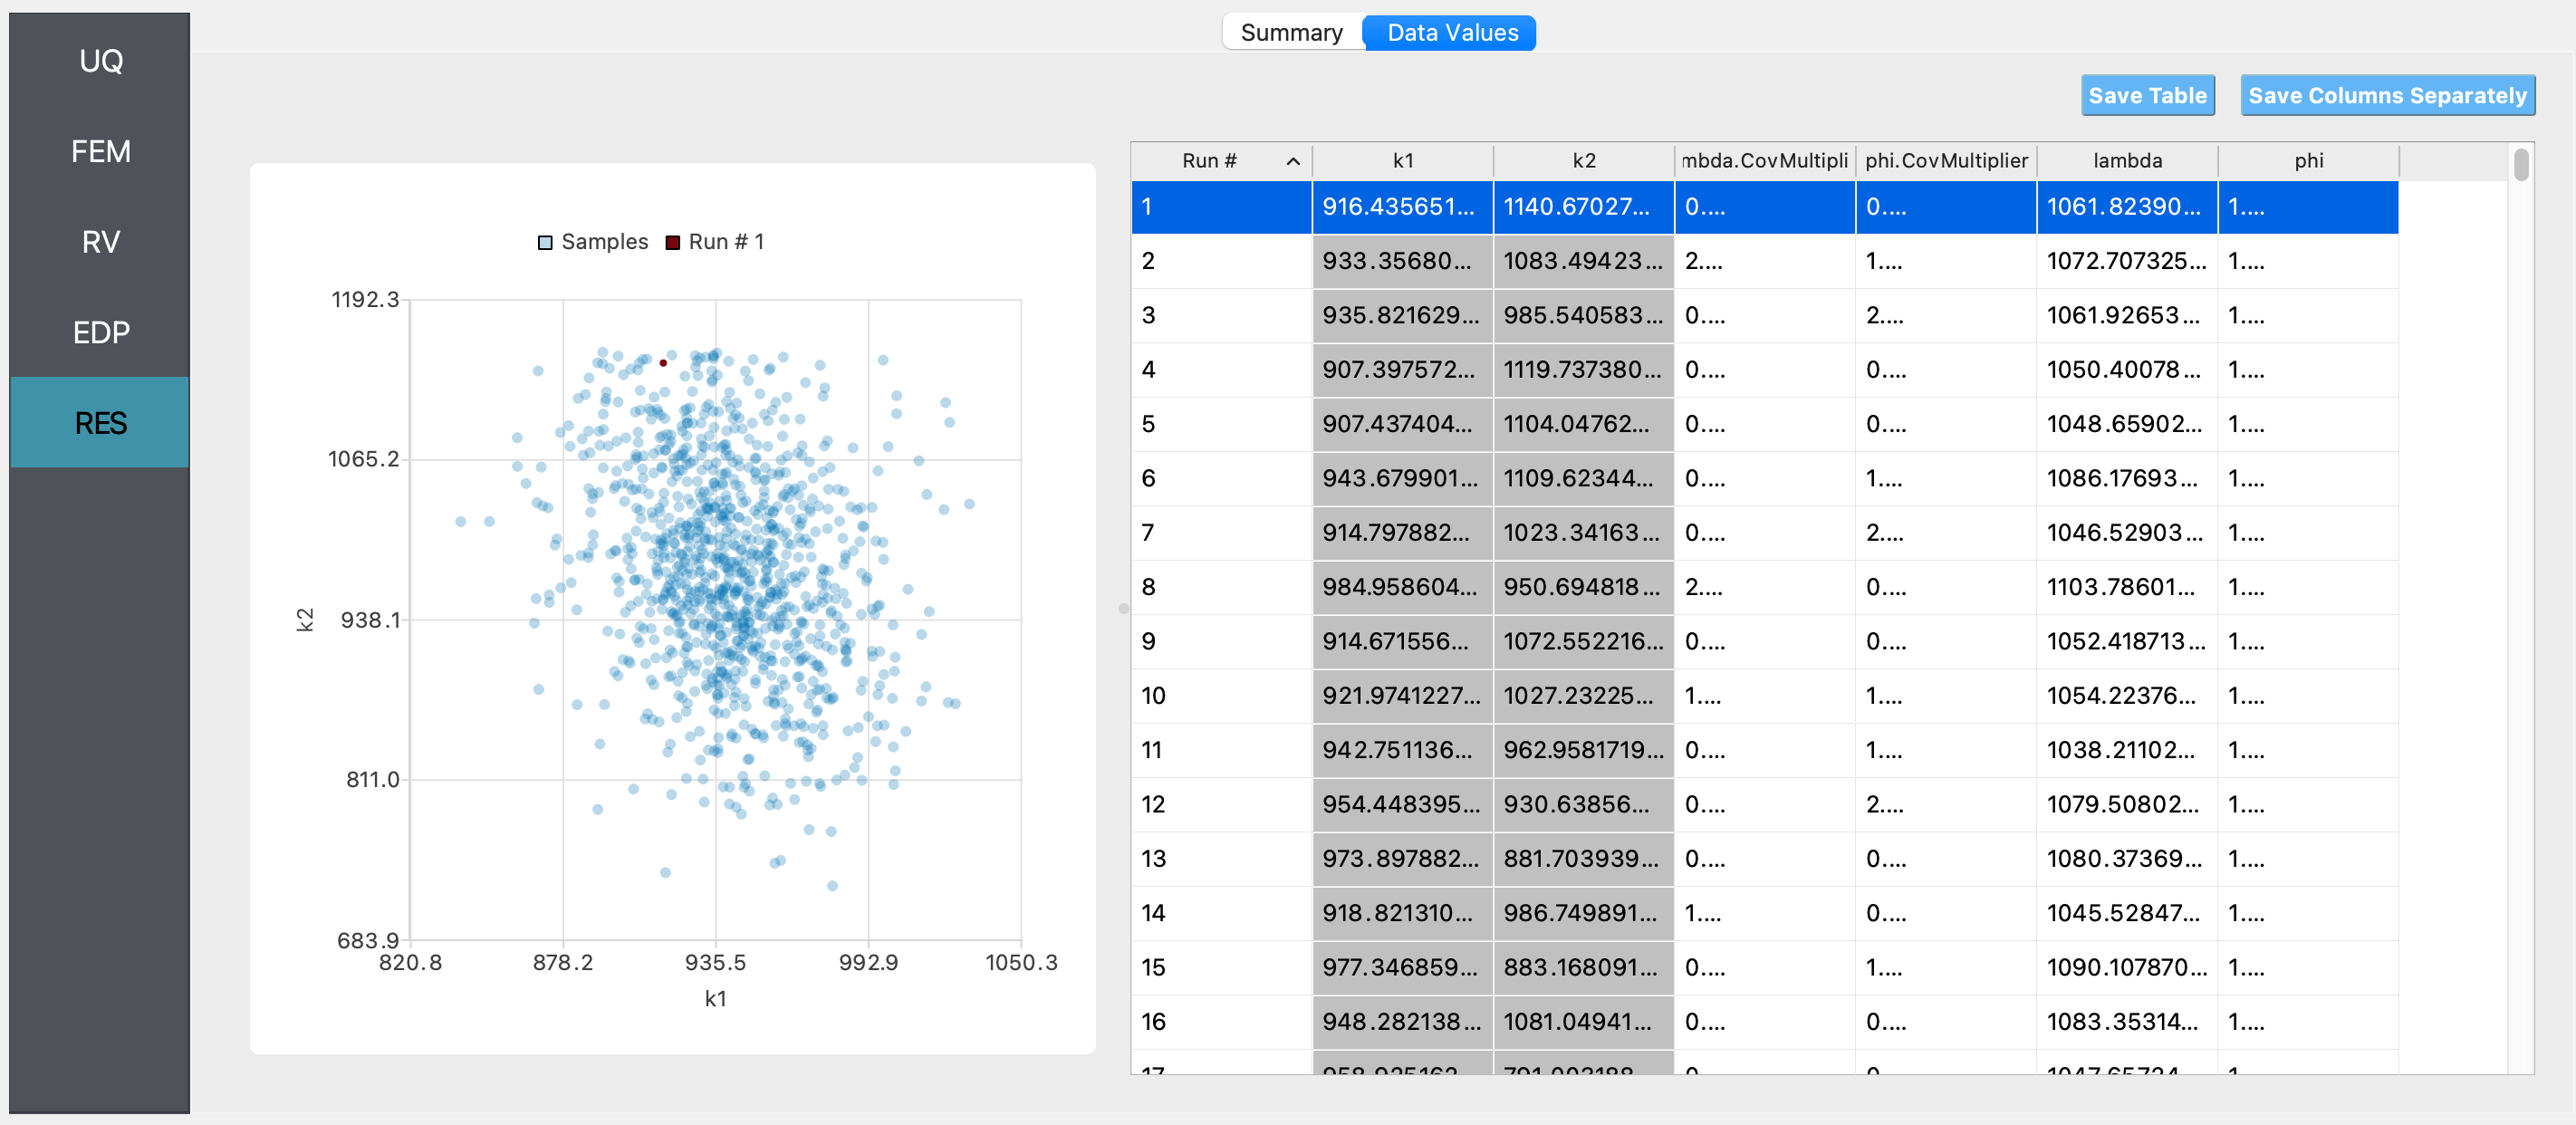 Summary Data Values
UQ
FEM
RV
EDP
RES
Save Table Save Columns Separately
Samples Run # 1
1192.3
1065.2
938.1
811.0
683.9
k2
820.8 878.2 935.5 992.9 1050.3
k1
Run # k1 k2 mbda.CovMultipli phi.CovMultiplier lambda phi
1 916.435651... 1140.67027... 0.... 0.... 1061.82390... 1....
2 933.35680... 1083.49423... 2.... 1.... 1072.707325... 1....
3 935.821629... 985.540583... 0.... 2.... 1061.92653... 1....
4 907.397572... 1119.737380... 0.... 0.... 1050.40078... 1....
5 907.437404... 1104.04762... 0.... 0.... 1048.65902... 1....
6 943.679901... 1109.62344... 0.... 1.... 1086.17693... 1....
7 914.797882... 1023.34163... 0.... 2.... 1046.52903... 1....
8 984.958604... 950.694818... 2.... 0.... 1103.78601... 1....
9 914.671556... 1072.552216... 0.... 0.... 1052.418713... 1....
10 921.9741227... 1027.23225... 1.... 1.... 1054.22376... 1....
11 942.751136... 962.9581719... 0.... 1.... 1038.21102... 1....
12 954.448395... 930.63856... 0.... 2.... 1079.50802... 1....
13 973.897882... 881.703939... 0.... 0.... 1080.37369... 1....
14 918.821310... 986.749891... 1.... 0.... 1045.52847... 1....
15 977.346859... 883.168091... 0.... 1.... 1090.107870... 1....
16 948.282138... 1081.04941... 0.... 0.... 1083.35314... 1....
17